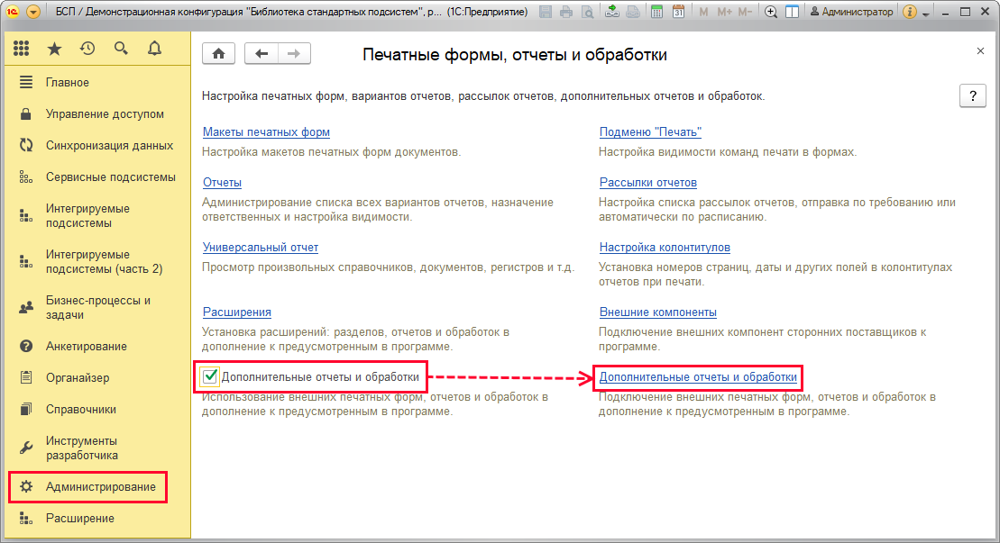 БСП / Демонстрационная конфигурация "Библиотека стандартных подсистем", р... (1С:Предприятие)
M M+ M-
Администратор
Печатные формы, отчеты и обработки
Настройка печатных форм, вариантов отчетов, рассылок отчетов, дополнительных отчетов и обработок.
?
Главное
Управление доступом
Синхронизация данных
Сервисные подсистемы
Интегрируемые
подсистемы
Интегрируемые
подсистемы (часть 2)
Бизнес-процессы и
задачи
Анкетирование
Органайзер
Справочники
Инструменты
разработчика
Администрирование
Расширение
Макеты печатных форм
Настройка макетов печатных форм документов.
Отчеты
Администрирование списка всех вариантов отчетов, назначение
ответственных и настройка видимости.
Универсальный отчет
Просмотр произвольных справочников, документов, регистров и т.д.
Расширения
Установка расширений: разделов, отчетов и обработок в
дополнение к предусмотренным в программе.
Дополнительные отчеты и обработки
Использование внешних печатных форм, отчетов и обработок в
дополнение к предусмотренным в программе.
Подменю "Печать"
Настройка видимости команд печати в формах.
Рассылки отчетов
Настройка списка рассылок отчетов, отправка по требованию или
автоматически по расписанию.
Настройка колонтитулов
Установка номеров страниц, даты и других полей в колонтитулах
отчетов при печати.
Внешние компоненты
Подключение внешних компонент сторонних поставщиков к
программе.
Дополнительные отчеты и обработки
Подключение внешних печатных форм, отчетов и обработок в
дополнение к предусмотренным в программе.